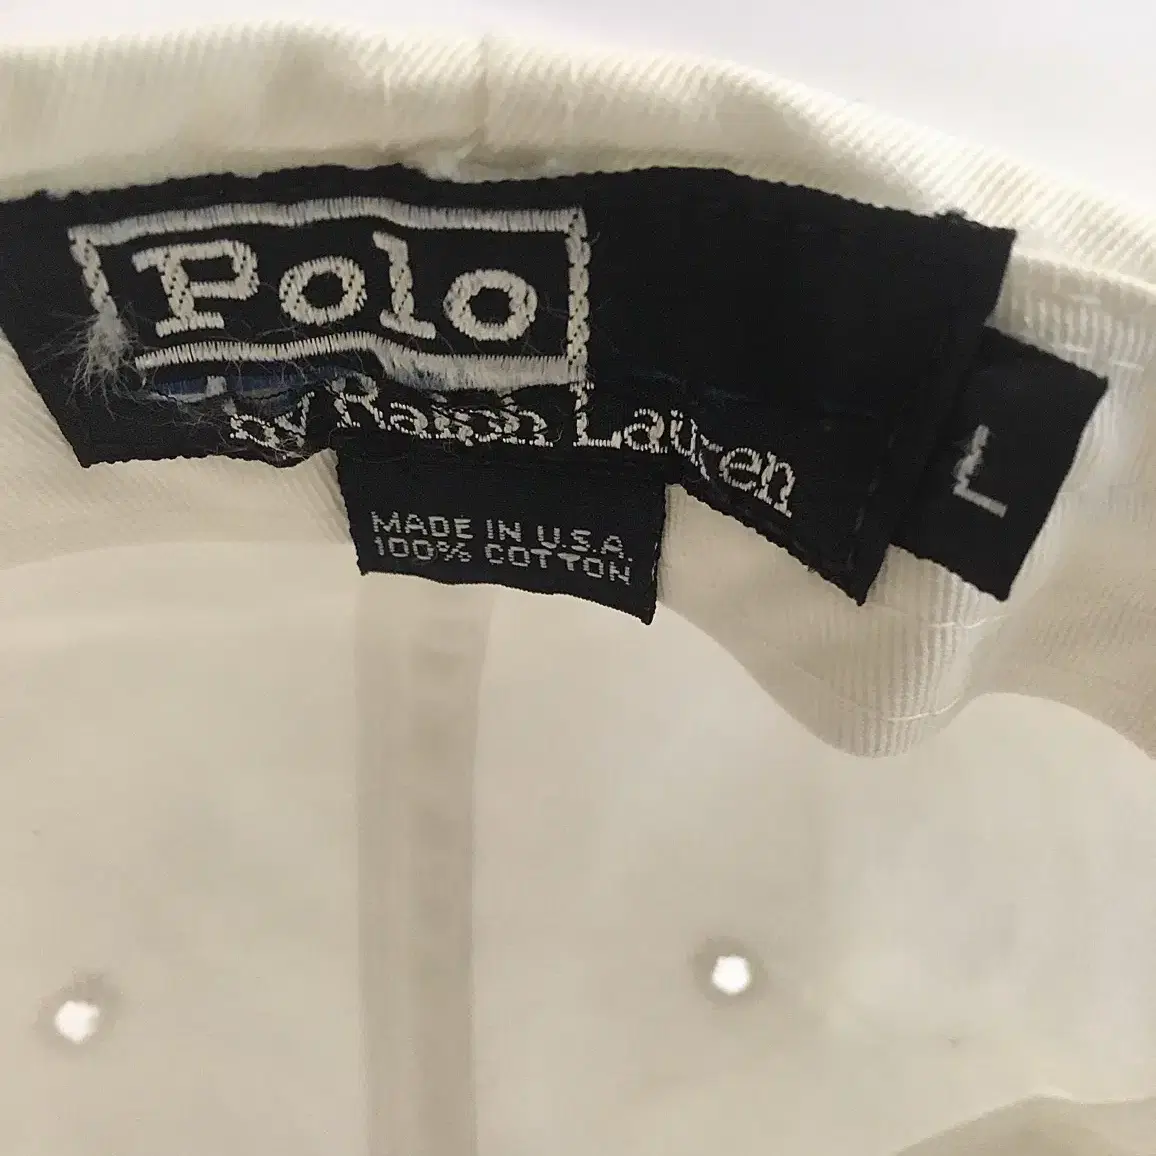 Polo
by Ralph Lauren
L
MADE IN U.S.A.
100% COTTON